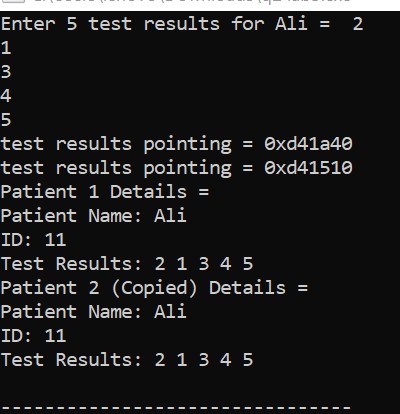 Enter 5 test results for Ali =  2
1
3
4
5
test results pointing = 0xd41a40
test results pointing = 0xd41510
Patient 1 Details =
Patient Name: Ali
ID: 11
Test Results: 2 1 3 4 5
Patient 2 (Copied) Details =
Patient Name: Ali
ID: 11
Test Results: 2 1 3 4 5
--------------------------------